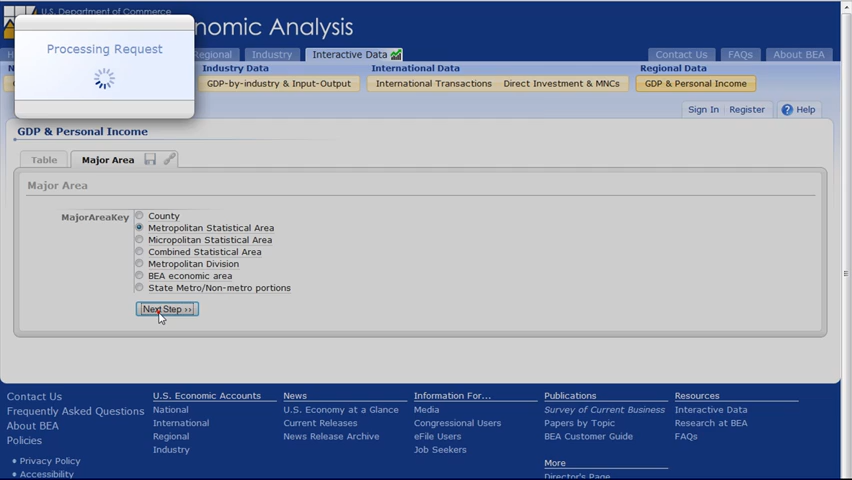 U.S. Department of Commerce
nomic Analysis
Processing Request
Regional
Industry
Interactive Data
Contact Us
FAQs
About BEA
Industry Data
International Data
Regional Data
GDP-by-industry & Input-Output
International Transactions
Direct Investment & MNCs
GDP & Personal Income
Sign In
Register
Help
GDP & Personal Income
Table
Major Area
Major Area
MajorAreaKey
County
Metropolitan Statistical Area
Micropolitan Statistical Area
Combined Statistical Area
Metropolitan Division
BEA economic area
State Metro/Non-metro portions
Next Step ››
Contact Us
Frequently Asked Questions
About BEA
Policies
• Privacy Policy
• Accessibility
U.S. Economic Accounts
National
International
Regional
Industry
News
U.S. Economy at a Glance
Current Releases
News Release Archive
Information For...
Media
Congressional Users
eFile Users
Job Seekers
Publications
Survey of Current Business
Papers by Topic
BEA Customer Guide
More
Director's Page
Resources
Interactive Data
Research at BEA
FAQs